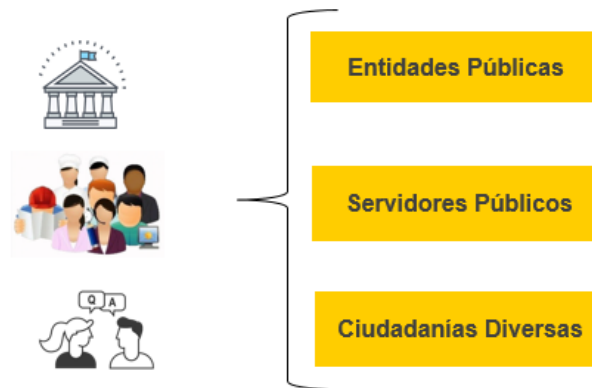 Entidades Públicas
Servidores Públicos
Q A
Ciudadanías Diversas